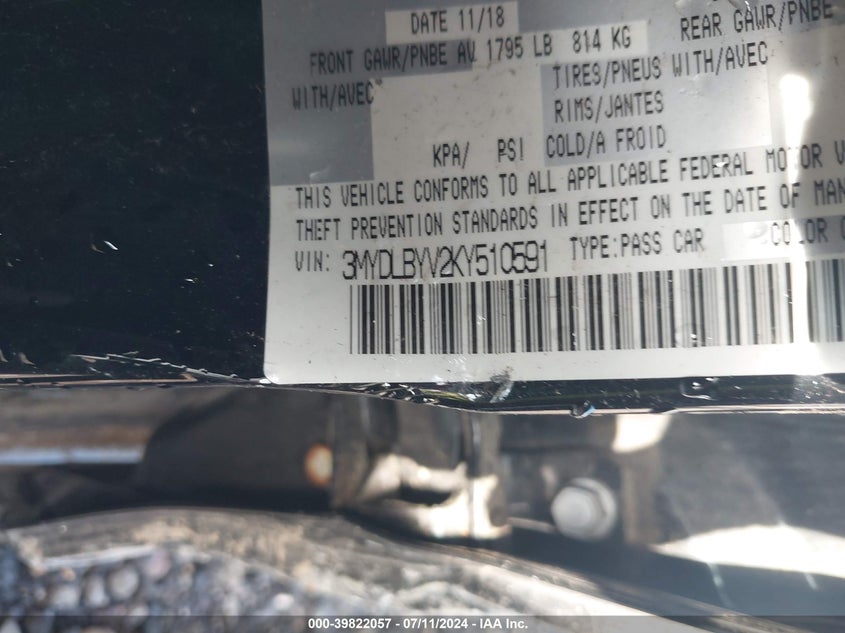 DATE 11/18
FRONT GAWR/PNBE AV 1795 LB 814 KG
REAR GAWR/PNBE
WITH/AVEC
TIRES/PNEUS WITH/AVEC
RIMS/JANTES
KPA/ PSI COLD/A FROID
THIS VEHICLE CONFORMS TO ALL APPLICABLE FEDERAL MOTOR V
THEFT PREVENTION STANDARDS IN EFFECT ON THE DATE OF MAN
VIN: 3MYDLBYV2KY510591 TYPE:PASS CAR COLOR
000-39822057 / 07/11/2024 - IAA Inc.